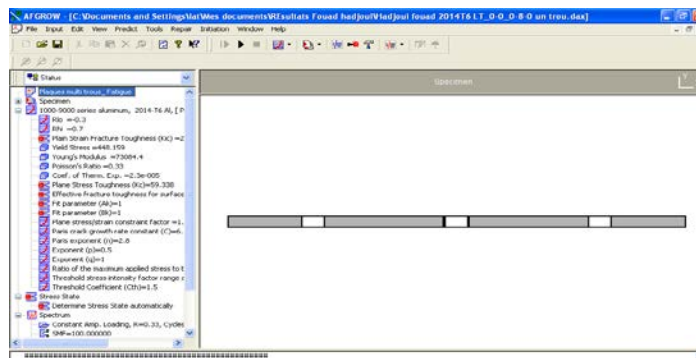 AFGROW - [C:\Documents and Settings\lat\Mes documents\REsultats Fouad hadjoui\Hadjoui fouad 2014T6 LT_0-0_0-8-0 un trou.dax]
File Input Edit View Predict Tools Repair Initiation Window Help
Status
Plaques multi trous_ Fatigue
Specimen
1000-9000 series aluminum, 2014-T6 Al, [ P
Rlo =-0.3
RHi =0.7
Plain Strain Fracture Toughness (KIC) =2
Yield Stress =448.159
Young's Modulus =73084.4
Poisson's Ratio =0.33
Coef. of Therm. Exp. =2.3e-005
Plane Stress Toughness (Kc)=59.338
Effective fracture toughness for surface
Fit parameter (Ak)=1
Fit parameter (Bk)=1
Plane stress/strain constraint factor =1.
Paris crack growth rate constant (C)=6.
Paris exponent (n)=2.8
Exponent (p)=0.5
Exponent (q)=1
Ratio of the maximum applied stress to t
Threshold stress intensity factor range a
Threshold Coefficient (Cth)=1.5
Stress State
Determine Stress State automatically
Spectrum
Constant Amp. Loading, R=0.33, Cycles
SMF=100.000000
Specimen